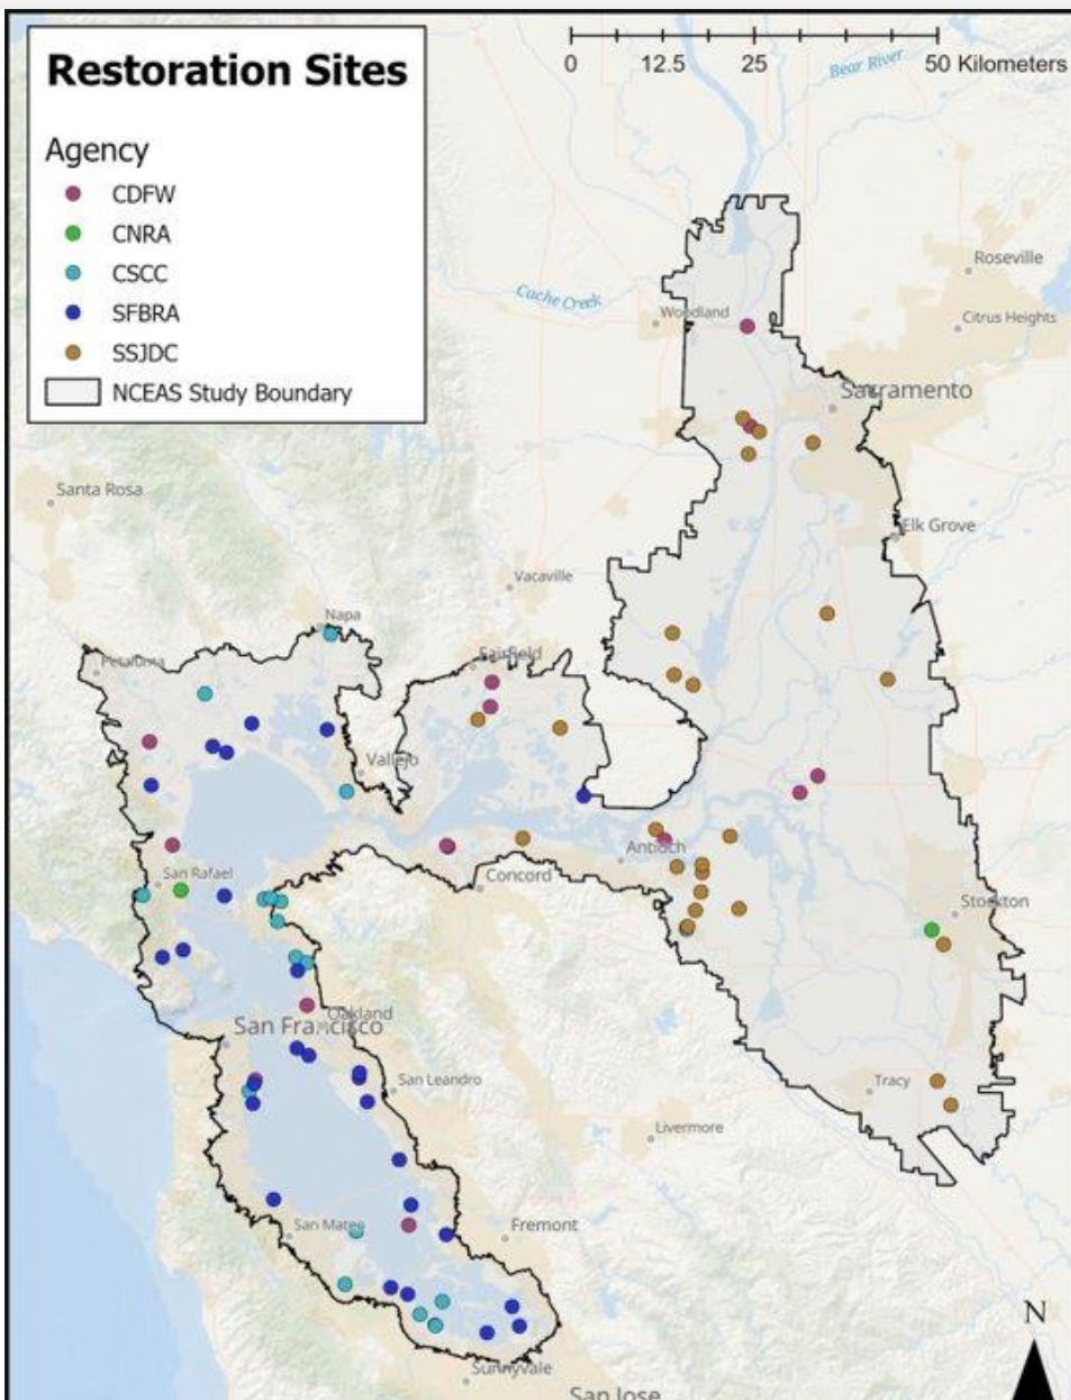 Restoration Sites
Agency
CDFW
CNRA
CSCC
SFBRA
SSJDC
NCEAS Study Boundary
0 12.5 25 50 Kilometers
Bear River
Roseville
Cache Creek
Woodland
Citrus Heights
Sacramento
Santa Rosa
Elk Grove
Vacaville
Napa
Petaluma
Fairfield
Vallejo
Antioch
San Rafael
Concord
Stockton
Oakland
San Francisco
San Leandro
Tracy
Livermore
San Mateo
Fremont
N
Sunnyvale
San Jose